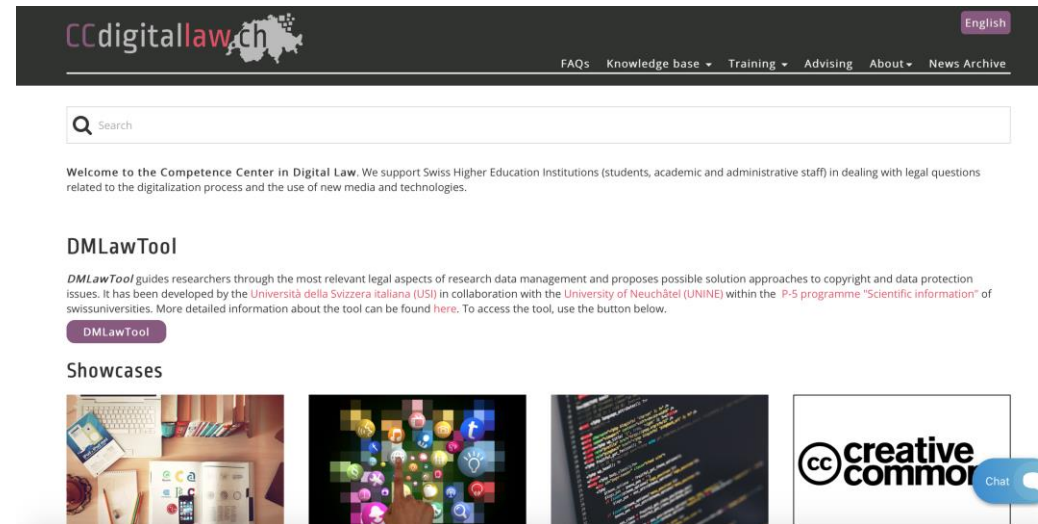 CCdigitallaw.ch
English
FAQs Knowledge base Training Advising About News Archive
Search
Welcome to the Competence Center in Digital Law. We support Swiss Higher Education Institutions (students, academic and administrative staff) in dealing with legal questions
related to the digitalization process and the use of new media and technologies.
DMLawTool
DMLawTool guides researchers through the most relevant legal aspects of research data management and proposes possible solution approaches to copyright and data protection
issues. It has been developed by the Università della Svizzera italiana (USI) in collaboration with the University of Neuchâtel (UNINE) within the P-5 programme "Scientific information" of
swissuniversities. More detailed information about the tool can be found here. To access the tool, use the button below.
DMLawTool
Showcases
cc creative
common
Chat